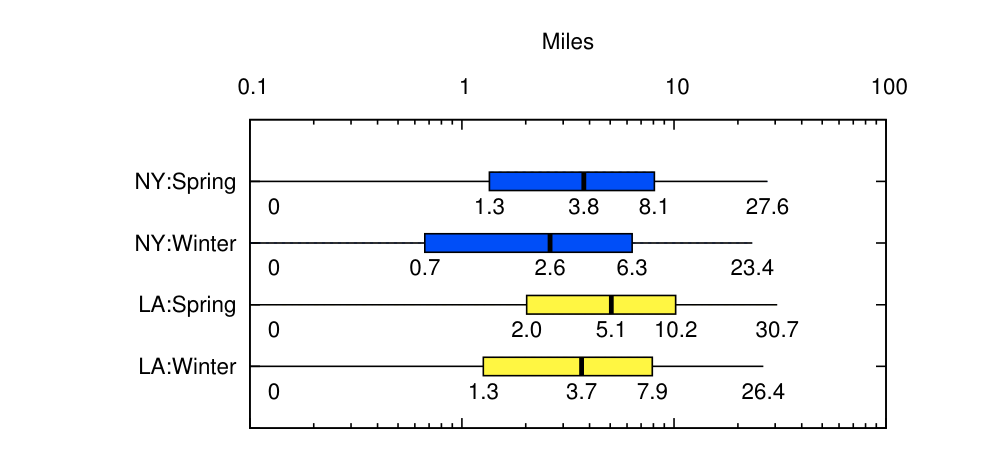 Miles
0.1 1 10 100
NY:Spring
0 1.3 3.8 8.1 27.6
NY:Winter
0 0.7 2.6 6.3 23.4
LA:Spring
0 2.0 5.1 10.2 30.7
LA:Winter
0 1.3 3.7 7.9 26.4